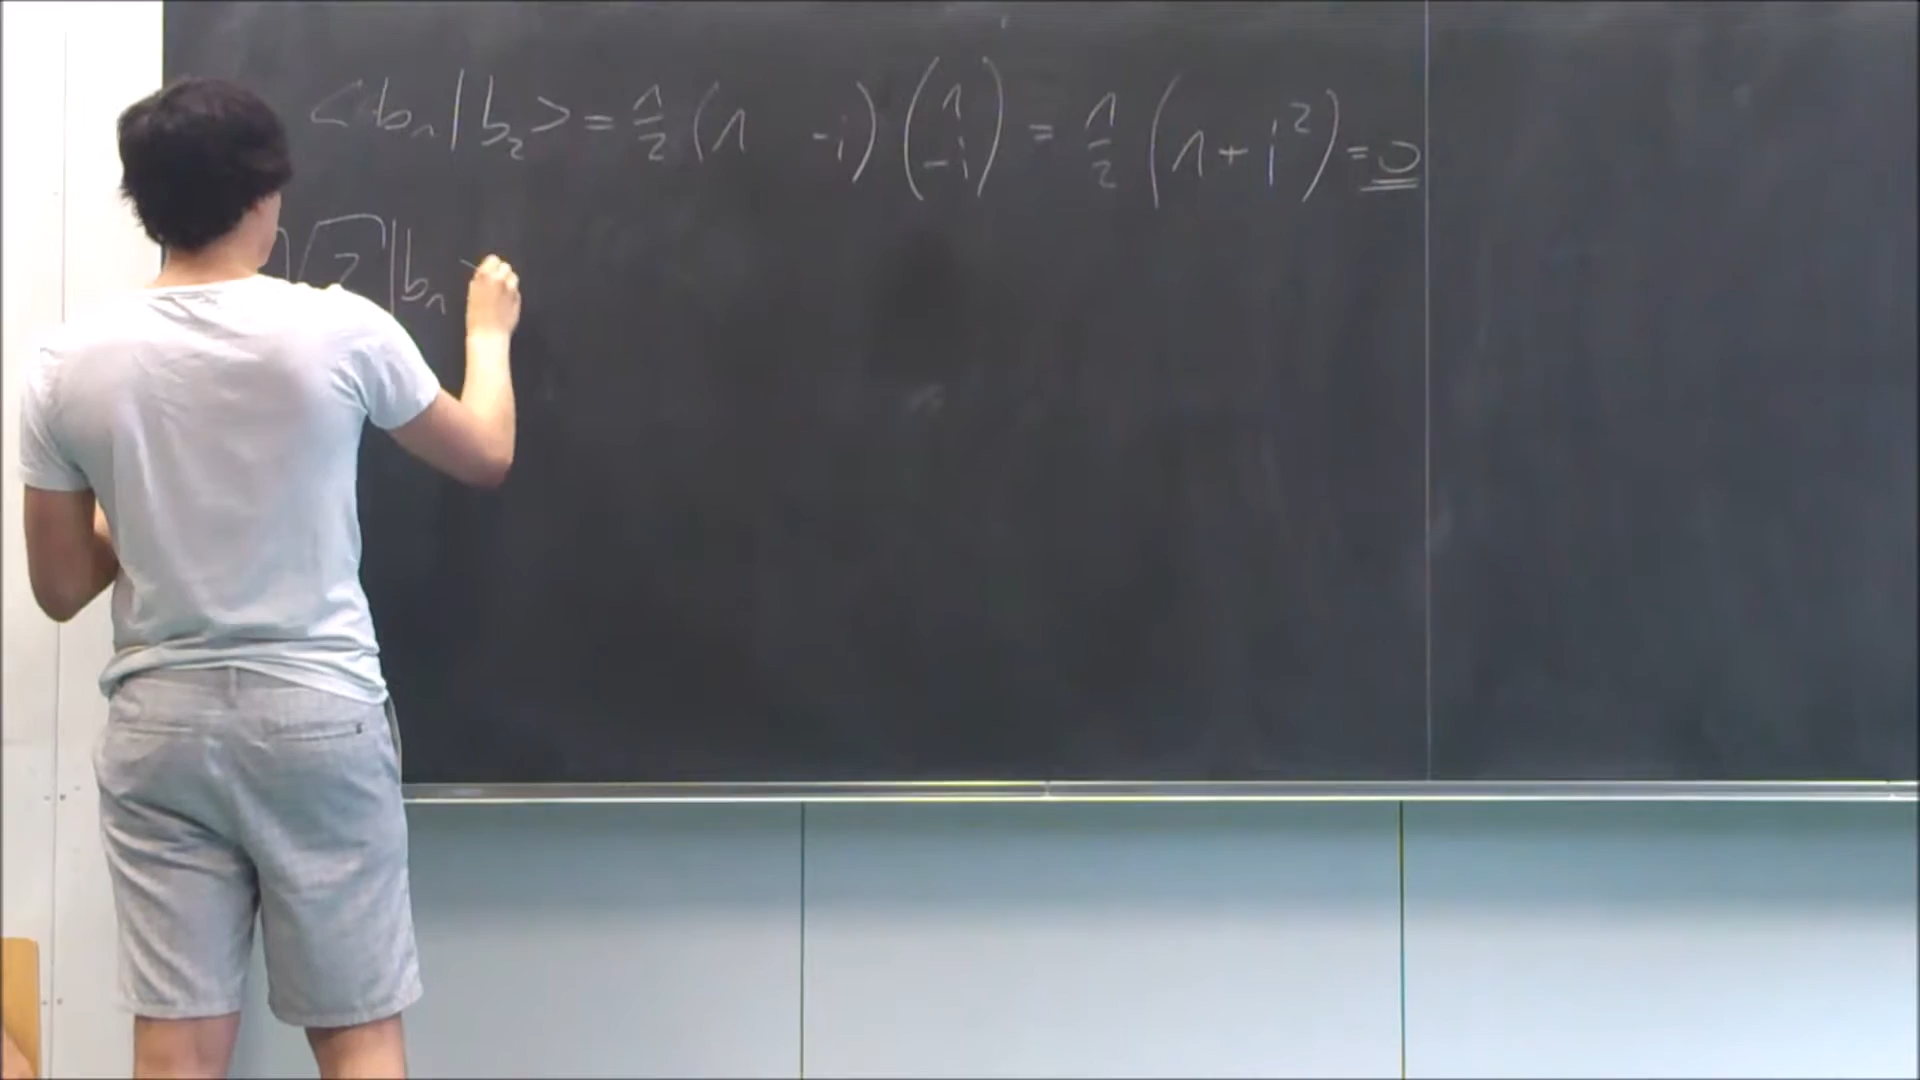 <b₁|b₂> = 1/2 (1 -i) (1 -i) = 1/2 (1 + i²) = 0
√2 |b₁>